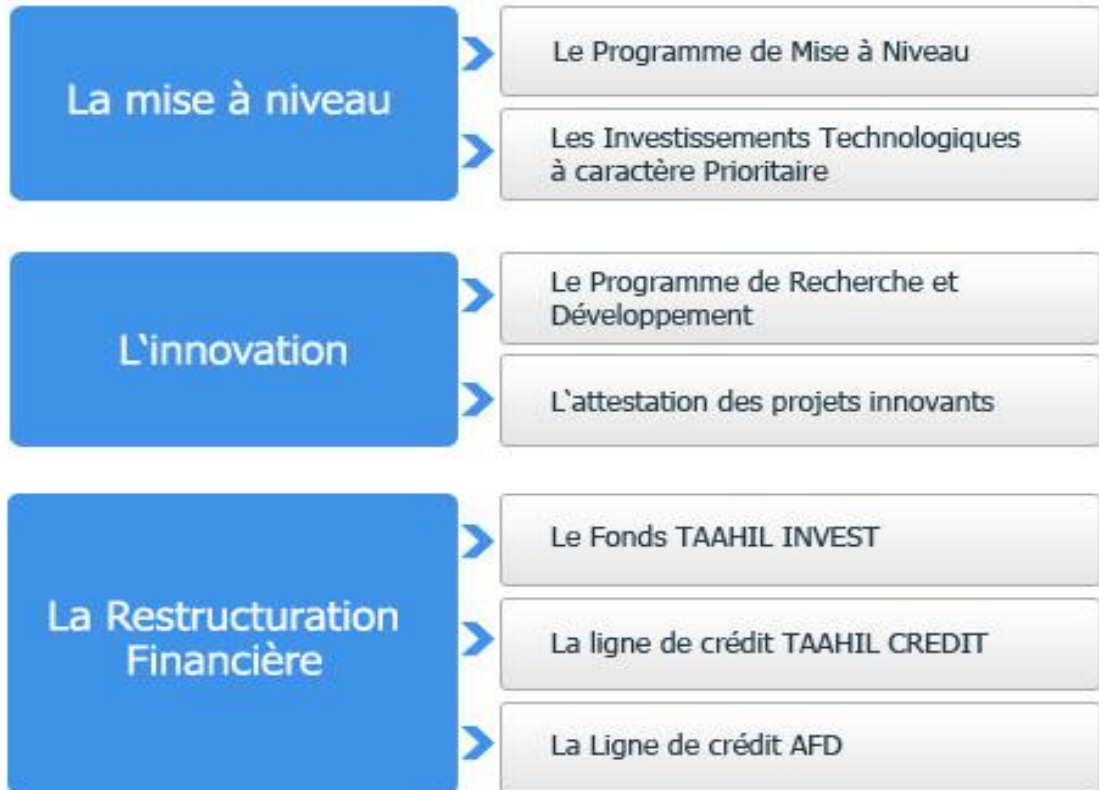 La mise à niveau
Le Programme de Mise à Niveau
Les Investissements Technologiques
à caractère Prioritaire
L`innovation
Le Programme de Recherche et
Développement
L`attestation des projets innovants
La Restructuration
Financière
Le Fonds TAAHIL INVEST
La ligne de crédit TAAHIL CREDIT
La Ligne de crédit AFD